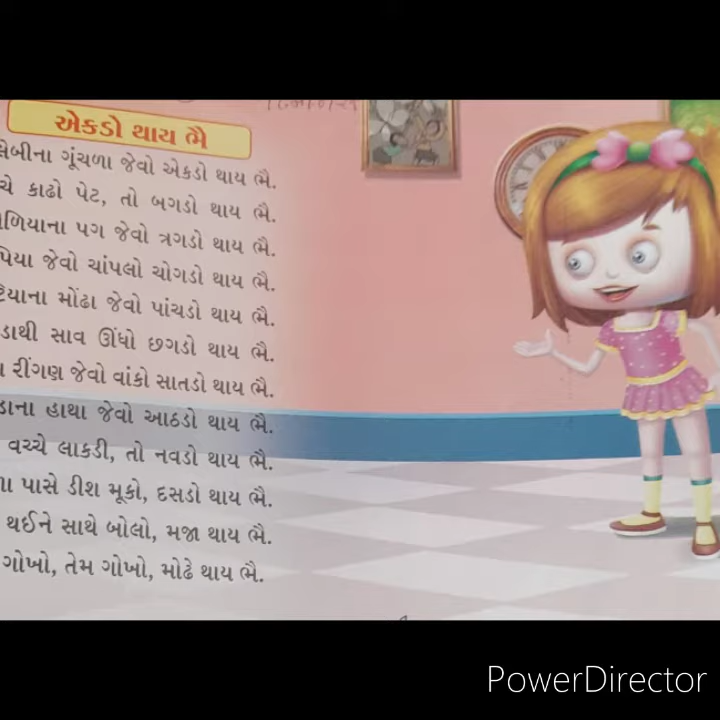 એકડો થાય ભૈ
ગૂંચળા જેવો એકડો થાય ભૈ.
કાઢો પેટ, તો બગડો થાય ભૈ.
પગ જેવો ત્રગડો થાય ભૈ.
જેવો ચાંપલો ચોગડો થાય ભૈ.
મોંઢા જેવો પાંચડો થાય ભૈ.
સાવ ઊંધો છગડો થાય ભૈ.
રીંગણ જેવો વાંકો સાતડો થાય ભૈ.
હાથા જેવો આઠડો થાય ભૈ.
વચ્ચે લાકડી, તો નવડો થાય ભૈ.
પાસે ડીશ મૂકો, દસડો થાય ભૈ.
થઈને સાથે બોલો, મજા થાય ભૈ.
ગોખો, તેમ ગોખો, મોઢે થાય ભૈ.
PowerDirector